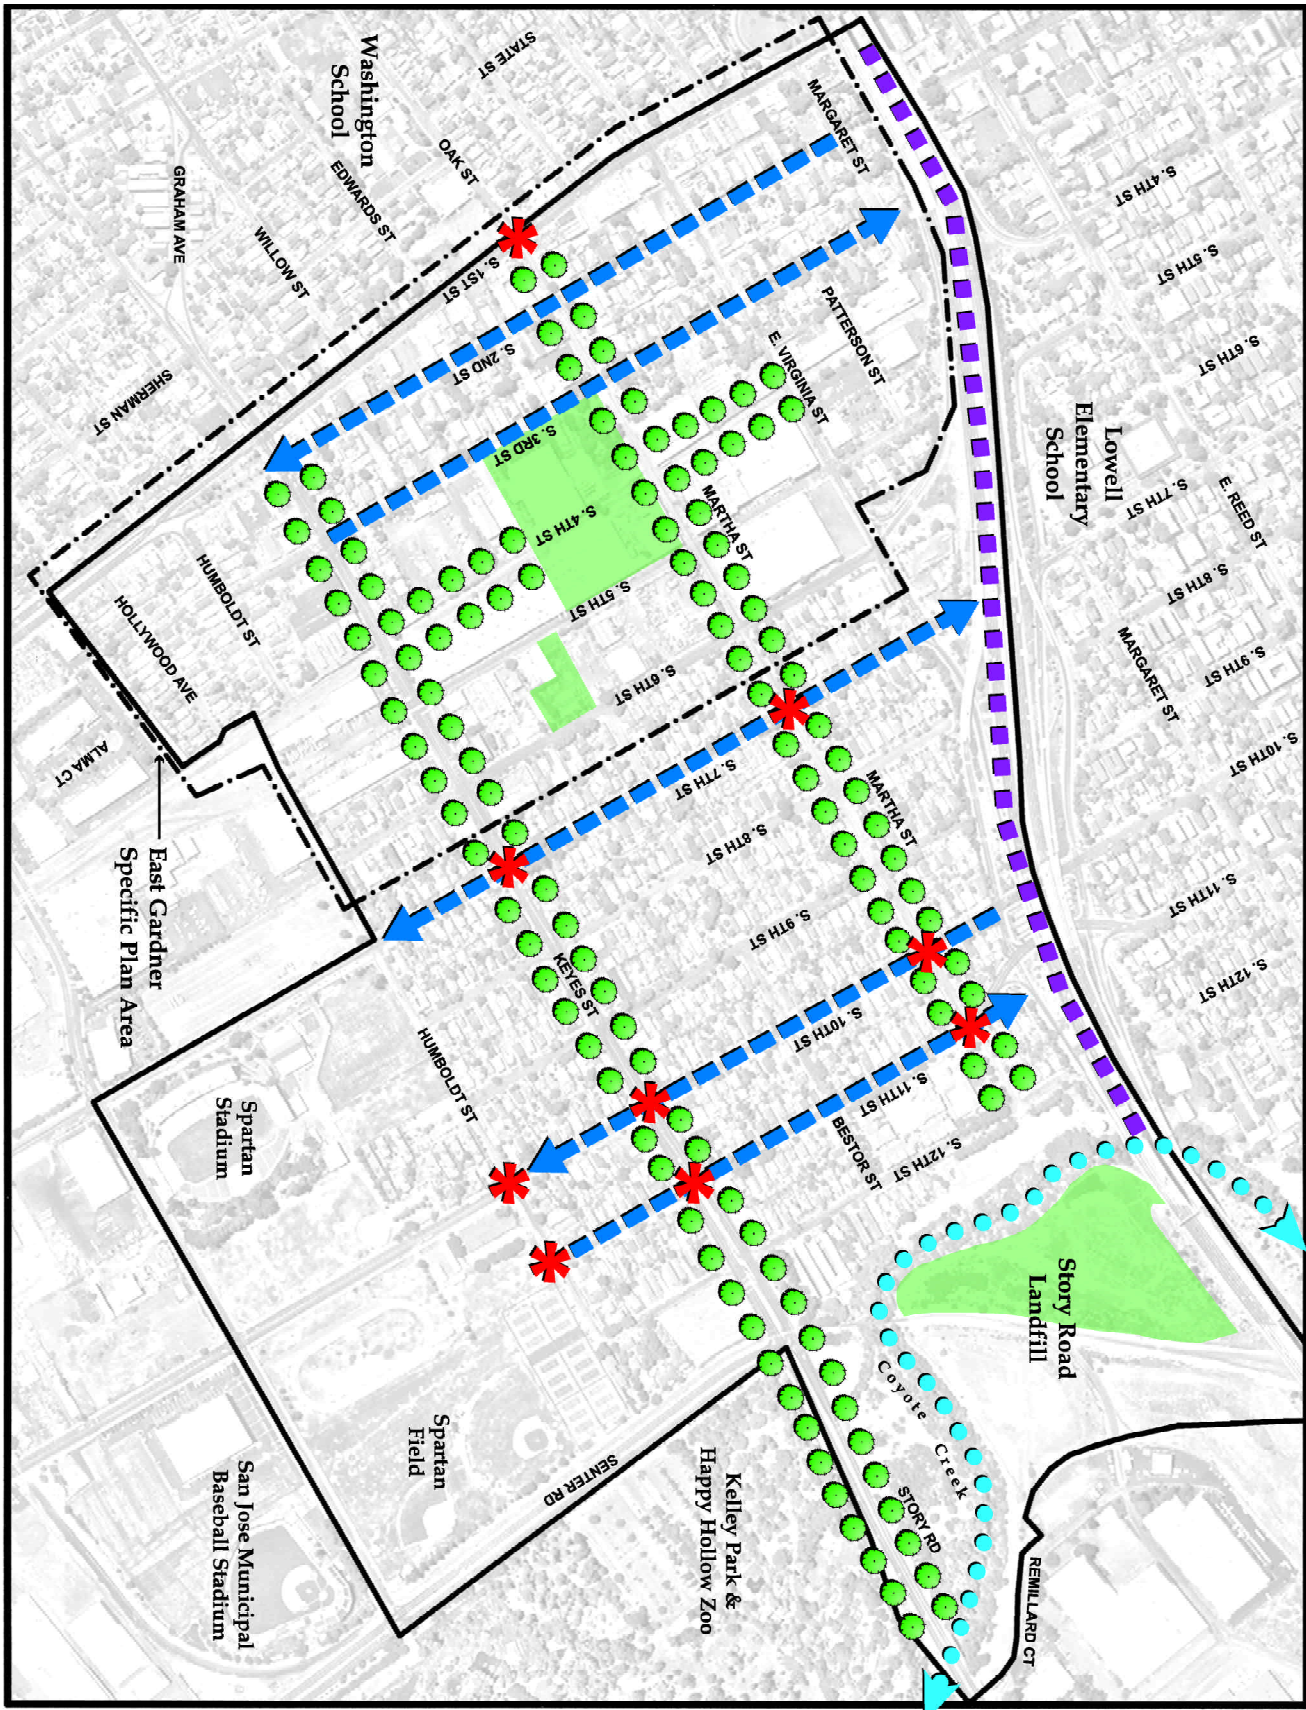 STATE ST
Washington
School
OAK ST
EDWARDS ST
GRAHAM AVE
WILLOW ST
SHERMAN ST
MARGARET ST
S. 1ST ST
S. 2ND ST
S. 3RD ST
S. 4TH ST
S. 5TH ST
S. 6TH ST
S. 7TH ST
S. 8TH ST
S. 9TH ST
S. 10TH ST
S. 11TH ST
S. 12TH ST
PATTERSON ST
E. VIRGINIA ST
MARTHA ST
MARTHA ST
BESTOR ST
S. 4TH ST
S. 5TH ST
S. 6TH ST
Lowell
Elementary
School
S. 7TH ST
E. REED ST
S. 8TH ST
MARGARET ST
S. 9TH ST
S. 10TH ST
S. 11TH ST
S. 12TH ST
HUMBOLDT ST
HOLLYWOOD AVE
ALMA CT
East Gardner
Specific Plan Area
KEYES ST
HUMBOLDT ST
Spartan
Stadium
Spartan
Field
San Jose Municipal
Baseball Stadium
SENTER RD
Kelley Park &
Happy Hollow Zoo
Story Road
Landfill
Coyote Creek
STORY RD
REMILLARD CT